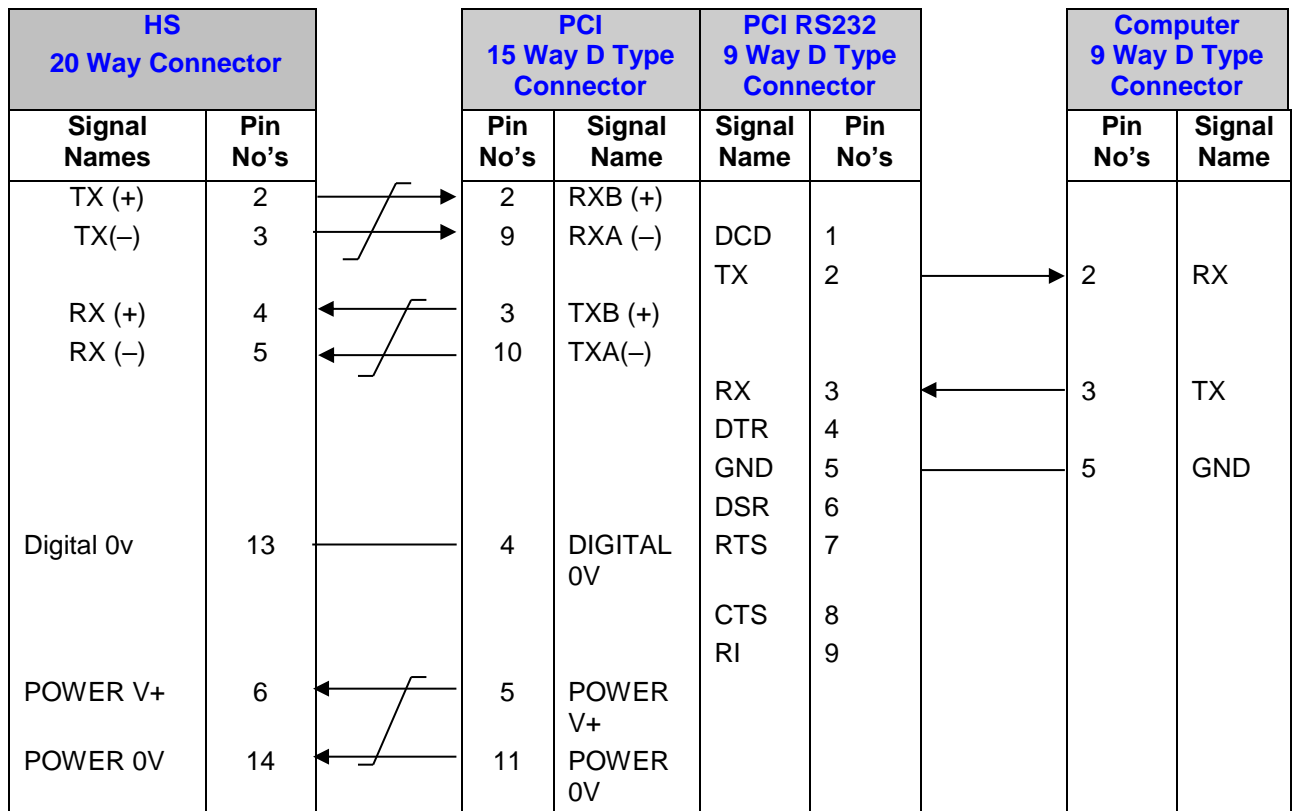 HS
20 Way Connector
PCI
15 Way D Type
Connector
PCI RS232
9 Way D Type
Connector
Computer
9 Way D Type
Connector
Signal
Names
Pin
No’s
Pin
No’s
Signal
Name
Signal
Name
Pin
No’s
Pin
No’s
Signal
Name
TX (+) 2 2 RXB (+)
TX(–) 3 9 RXA (–) DCD 1
TX 2 2 RX
RX (+) 4 3 TXB (+)
RX (–) 5 10 TXA(–)
RX 3 3 TX
DTR 4
GND 5 5 GND
DSR 6
Digital 0v 13 4 DIGITAL RTS 7
0V
CTS 8
RI 9
POWER V+ 6 5 POWER
V+
POWER 0V 14 11 POWER
0V